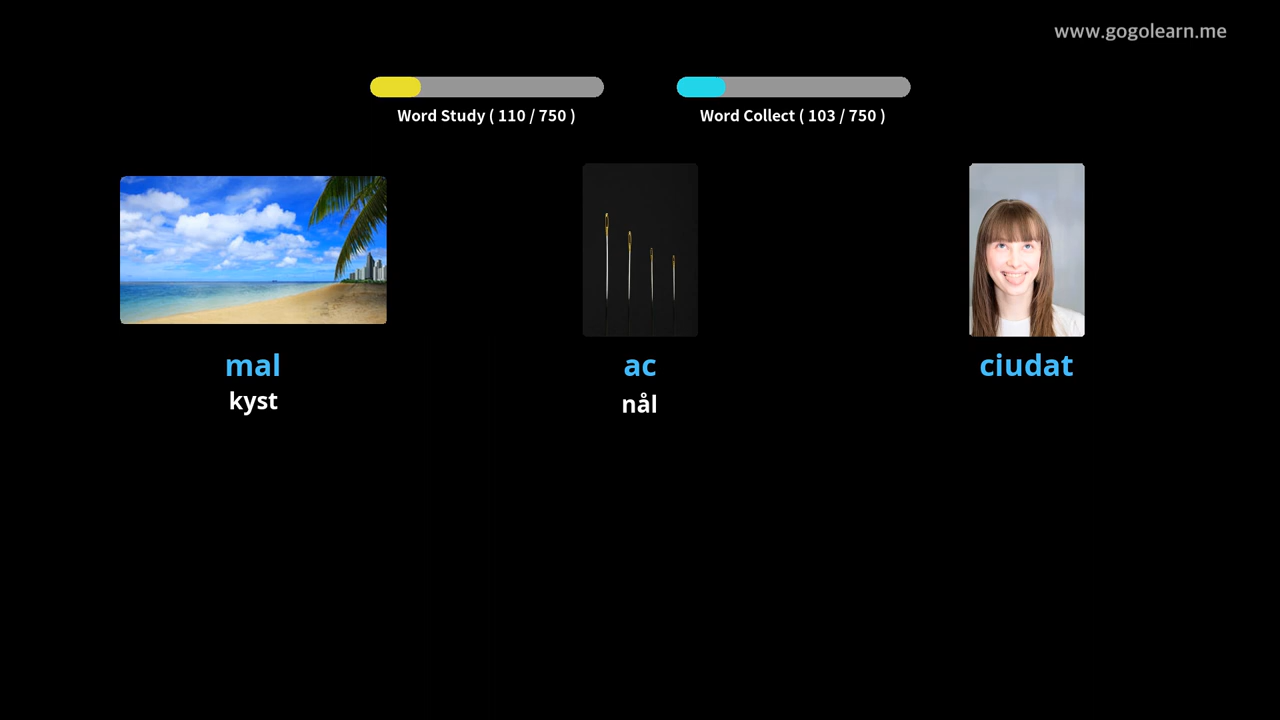 www.gogolearn.me
Word Study ( 110 / 750 )
Word Collect ( 103 / 750 )
mal
kyst
ac
nål
ciudat